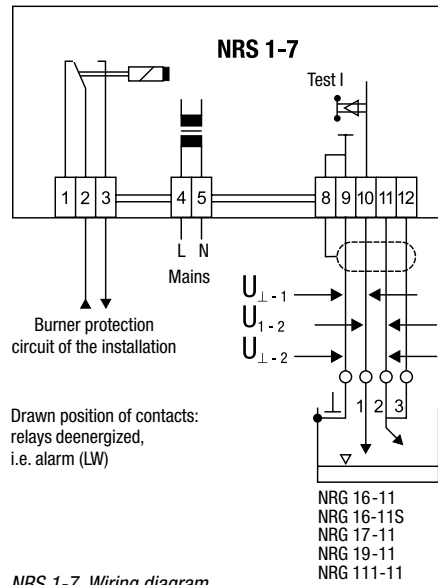 NRS 1-7
Test I
1 2 3 4 5 8 9 10 11 12
L N
Mains
Burner protection
circuit of the installation
U⊥ - 1
U1 - 2
U⊥ - 2
Drawn position of contacts:
relays deenergized,
i.e. alarm (LW)
⊥ 1 2 3
NRG 16-11
NRG 16-11S
NRG 17-11
NRG 19-11
NRG 111-11
NRS 1-7 Wiring diagram